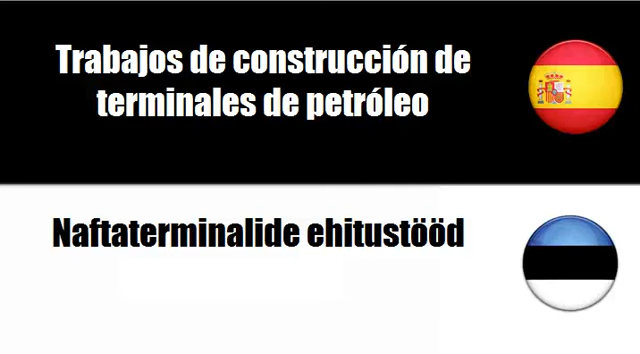 Trabajos de construcción de
terminales de petróleo
Naftaterminalide ehitustööd